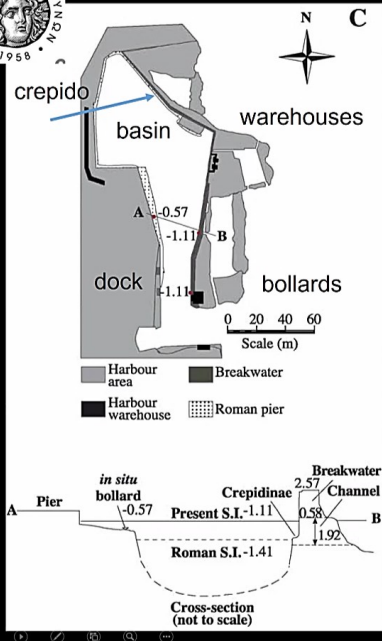 ΥΝΩΝ
1958
C
N
crepido
basin
warehouses
A
-0.57
-1.11
B
dock
-1.11
bollards
0 20 40 60
Scale (m)
Harbour area
Breakwater
Harbour warehouse
Roman pier
Breakwater
in situ bollard
2.57
Crepidinae
Channel
A
Pier
-0.57
Present S.I.-1.11
0.58
B
Roman S.I.-1.41
1.92
Cross-section
(not to scale)